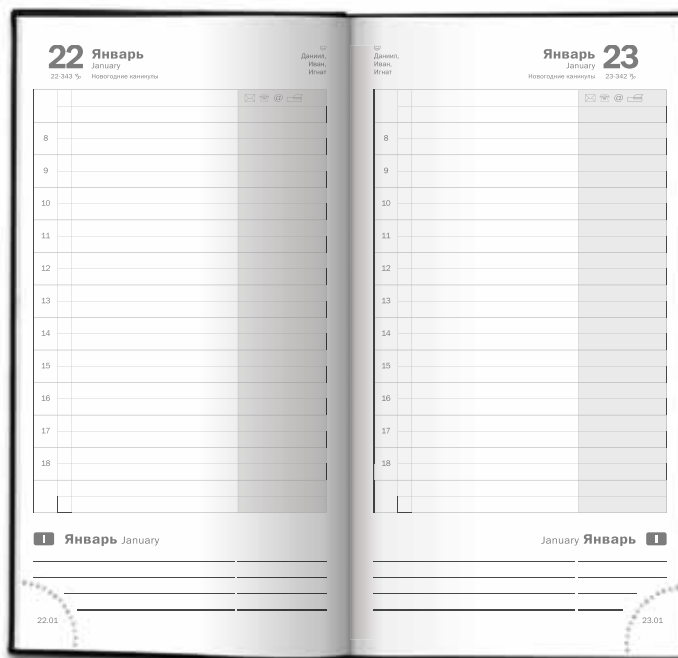 22 Январь
January
22-343 ♑ Новогодние каникулы
Даниил,
Иван,
Игнат
@
8
9
10
11
12
13
14
15
16
17
18
I Январь January
22.01
Январь 23
January
Новогодние каникулы 23-342 ♑
Даниил,
Иван,
Игнат
@
8
9
10
11
12
13
14
15
16
17
18
January Январь I
23.01